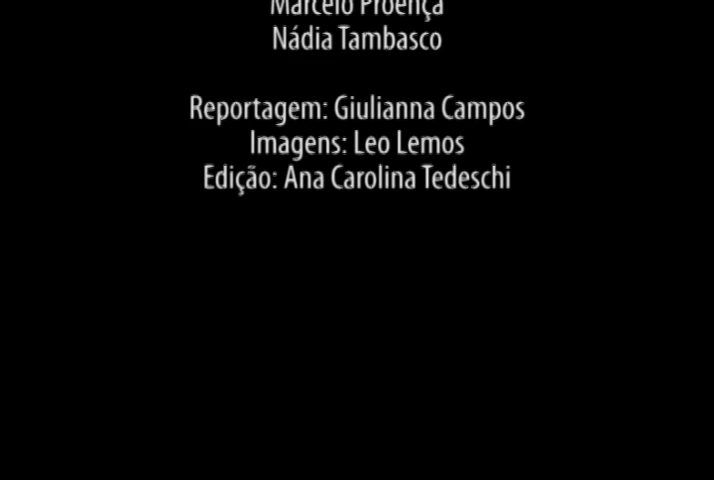 Marcelo Proença
Nádia Tambasco
Reportagem: Giulianna Campos
Imagens: Leo Lemos
Edição: Ana Carolina Tedeschi